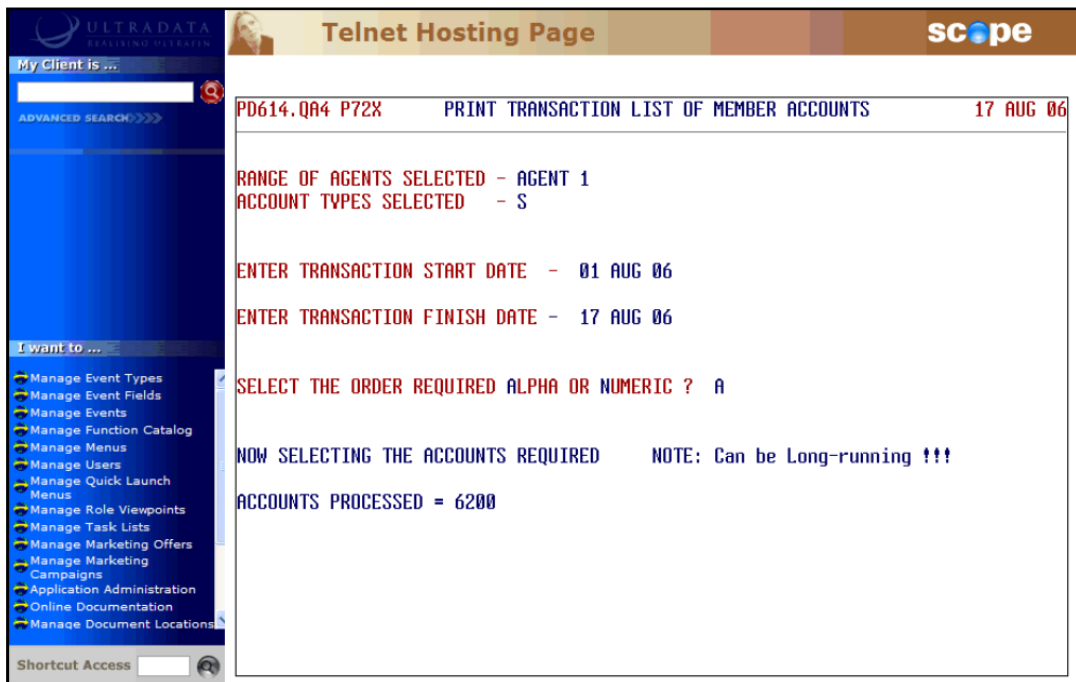 ULTRADATA
REALISING ULTRAFIN
Telnet Hosting Page
scope
My Client is ...
ADVANCED SEARCH
PD614.QA4 P72X PRINT TRANSACTION LIST OF MEMBER ACCOUNTS 17 AUG 06
RANGE OF AGENTS SELECTED - AGENT 1
ACCOUNT TYPES SELECTED - S
ENTER TRANSACTION START DATE - 01 AUG 06
ENTER TRANSACTION FINISH DATE - 17 AUG 06
SELECT THE ORDER REQUIRED ALPHA OR NUMERIC ? A
NOW SELECTING THE ACCOUNTS REQUIRED NOTE: Can be Long-running !!!
ACCOUNTS PROCESSED = 6200
I want to ...
Manage Event Types
Manage Event Fields
Manage Events
Manage Function Catalog
Manage Menus
Manage Users
Manage Quick Launch
Menus
Manage Role Viewpoints
Manage Task Lists
Manage Marketing Offers
Manage Marketing
Campaigns
Application Administration
Online Documentation
Manage Document Locations
Shortcut Access